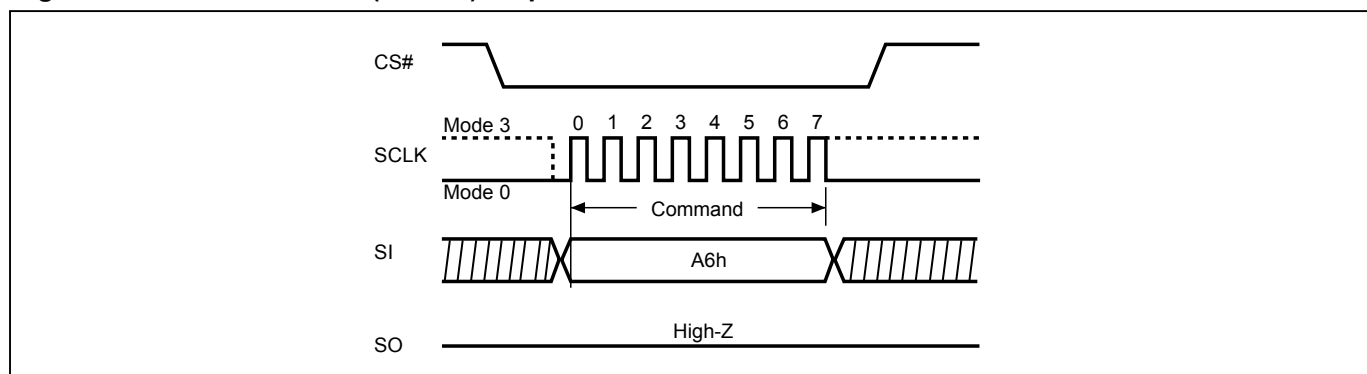 CS#
Mode 3 0 1 2 3 4 5 6 7
SCLK
Mode 0
Command
SI
A6h
High-Z
SO